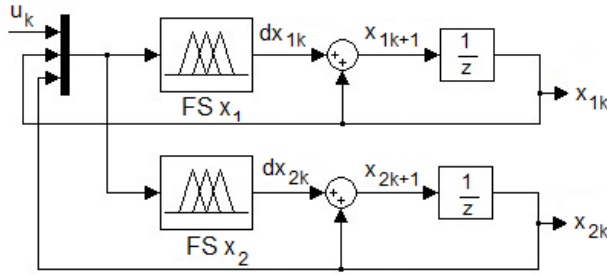 u_k
dx_1k
x_1k+1
1
z
+
+
FS x_1
x_1k
dx_2k
x_2k+1
1
z
+
+
FS x_2
x_2k